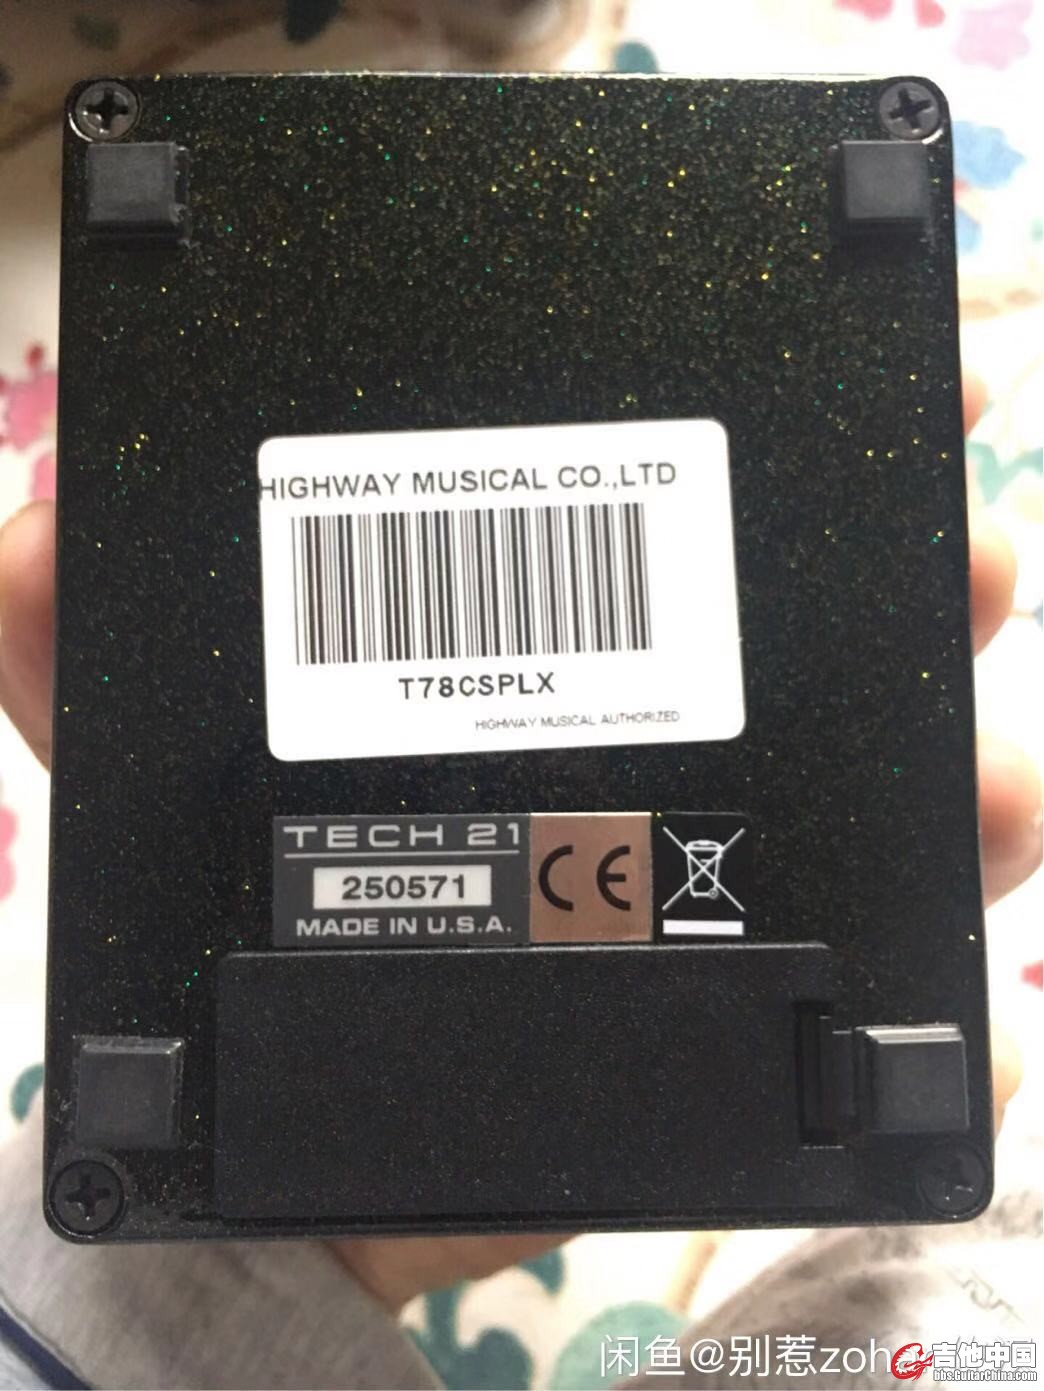 HIGHWAY MUSICAL CO.,LTD
T78CSPLX
HIGHWAY MUSICAL AUTHORIZED
TECH 21
250571
MADE IN U.S.A.
CE
闲鱼@别惹zoh
吉他中国
bbs.GuitarChina.com